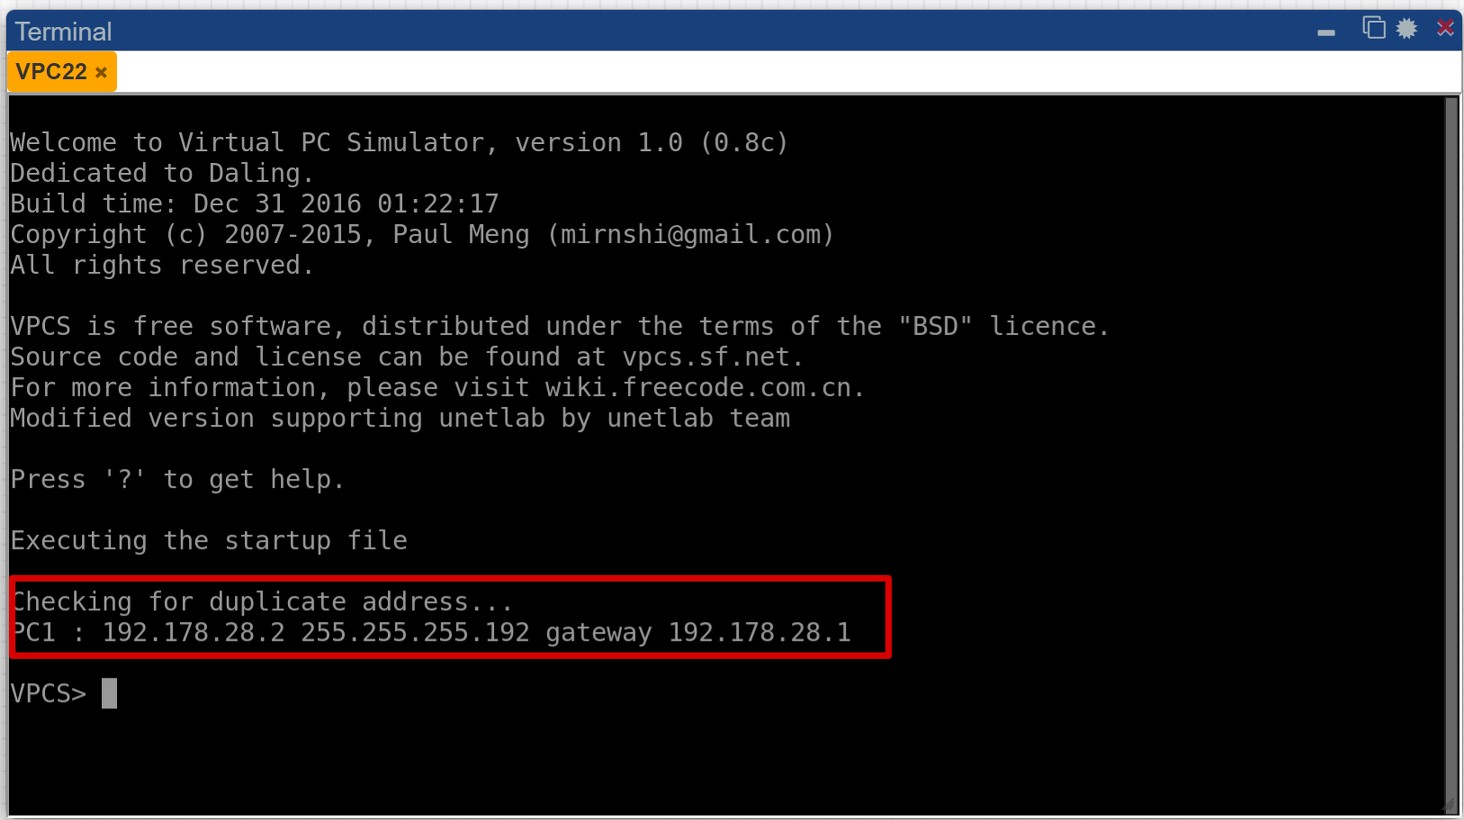 Terminal
VPC22 ×
Welcome to Virtual PC Simulator, version 1.0 (0.8c)
Dedicated to Daling.
Build time: Dec 31 2016 01:22:17
Copyright (c) 2007-2015, Paul Meng (mirnshi@gmail.com)
All rights reserved.
VPCS is free software, distributed under the terms of the "BSD" licence.
Source code and license can be found at vpcs.sf.net.
For more information, please visit wiki.freecode.com.cn.
Modified version supporting unetlab by unetlab team
Press '?' to get help.
Executing the startup file
Checking for duplicate address...
PC1 : 192.178.28.2 255.255.255.192 gateway 192.178.28.1
VPCS>